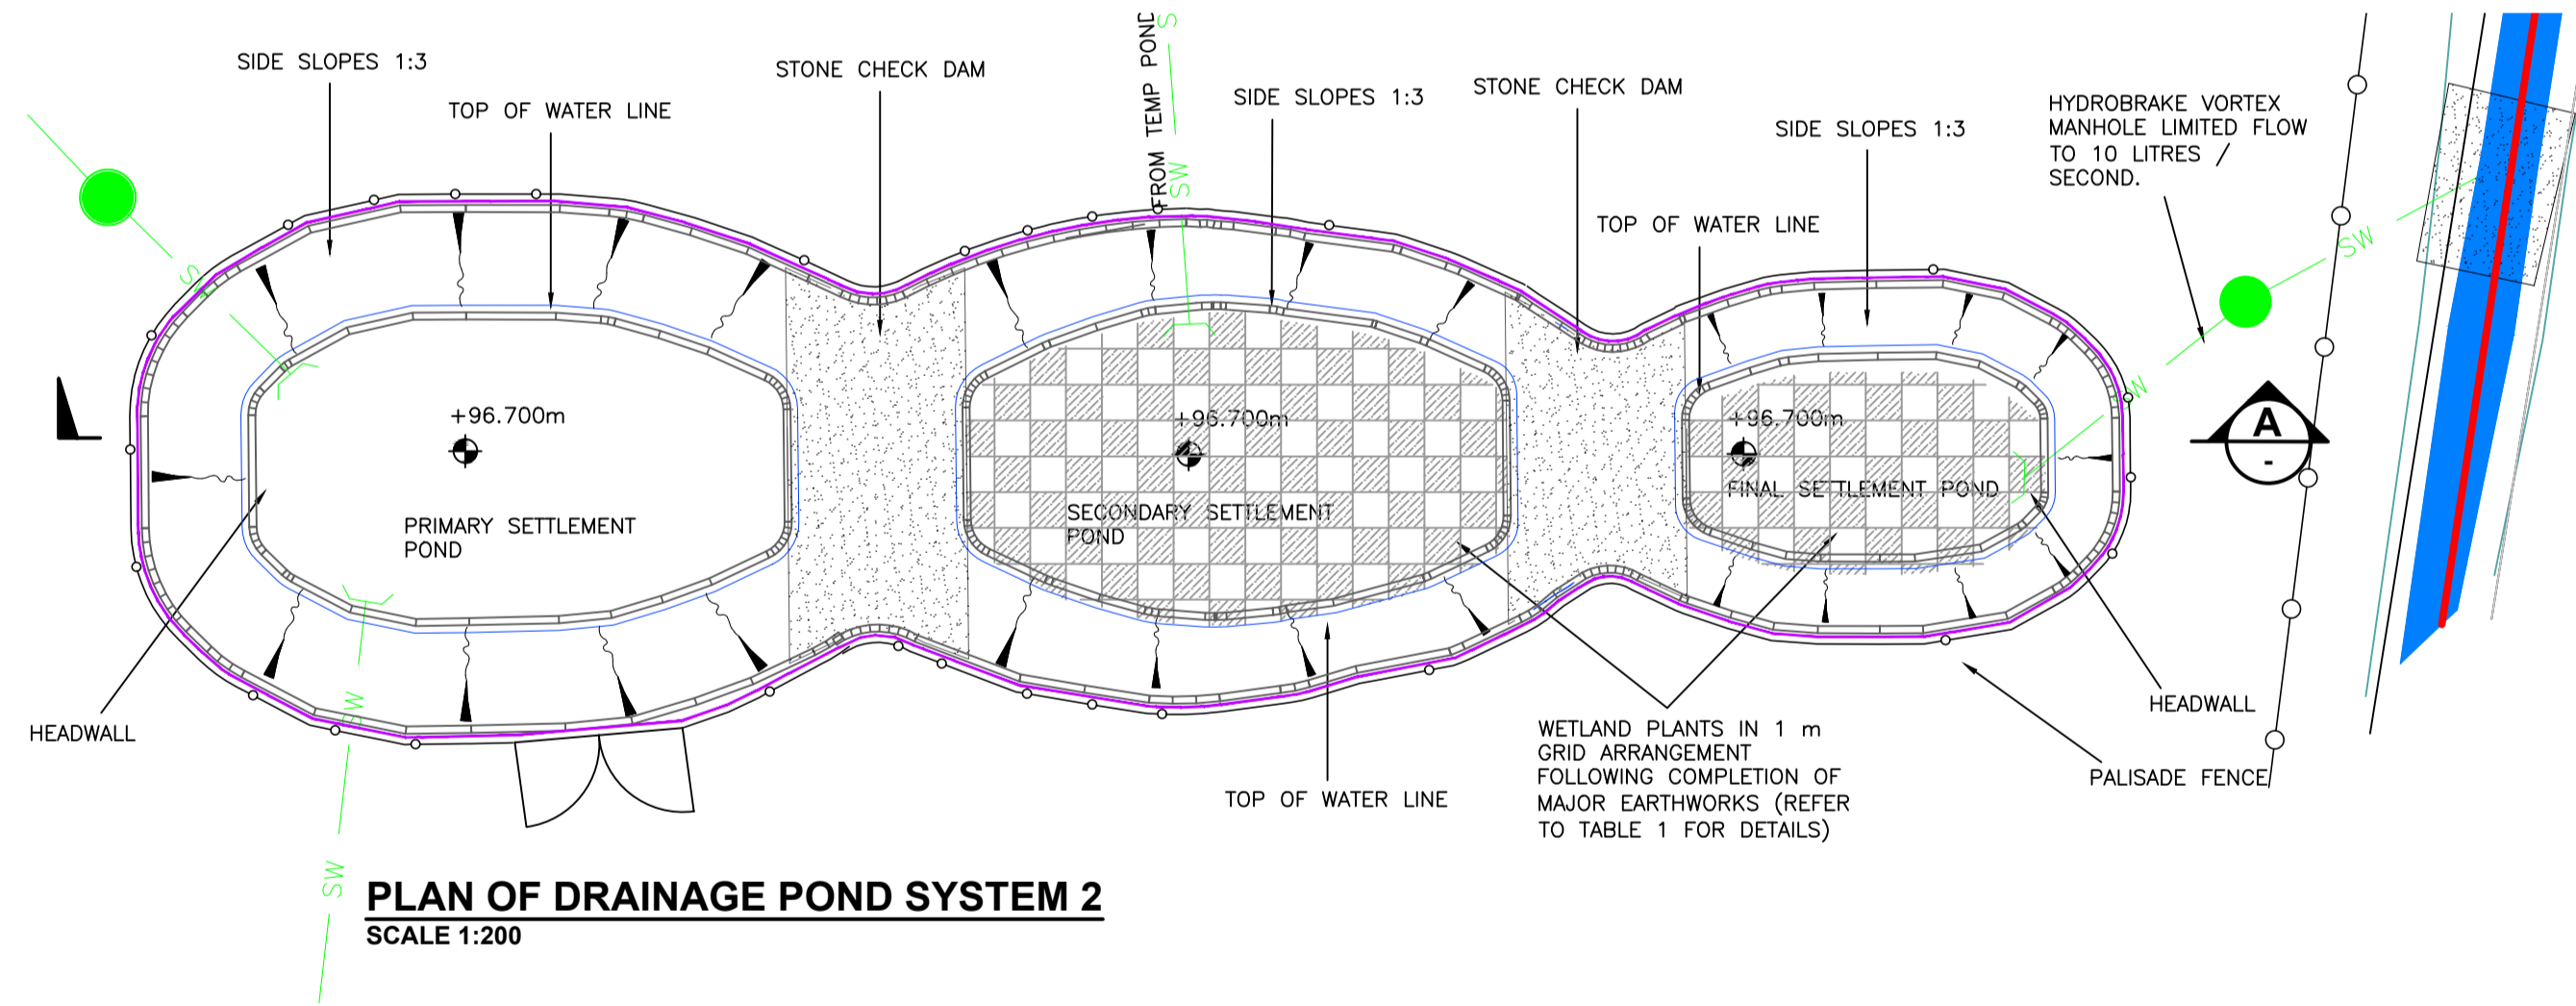 SIDE SLOPES 1:3
TOP OF WATER LINE
STONE CHECK DAM
FROM TEMP POND
S
SW
SIDE SLOPES 1:3
STONE CHECK DAM
SIDE SLOPES 1:3
TOP OF WATER LINE
HYDROBRAKE VORTEX
MANHOLE LIMITED FLOW
TO 10 LITRES /
SECOND.
SW
SW
SW
+96.700m
PRIMARY SETTLEMENT
POND
+96.700m
SECONDARY SETTLEMENT
POND
+96.700m
FINAL SETTLEMENT POND
A
-
HEADWALL
SW
SW
TOP OF WATER LINE
WETLAND PLANTS IN 1 m
GRID ARRANGEMENT
FOLLOWING COMPLETION OF
MAJOR EARTHWORKS (REFER
TO TABLE 1 FOR DETAILS)
HEADWALL
PALISADE FENCE
PLAN OF DRAINAGE POND SYSTEM 2
SCALE 1:200